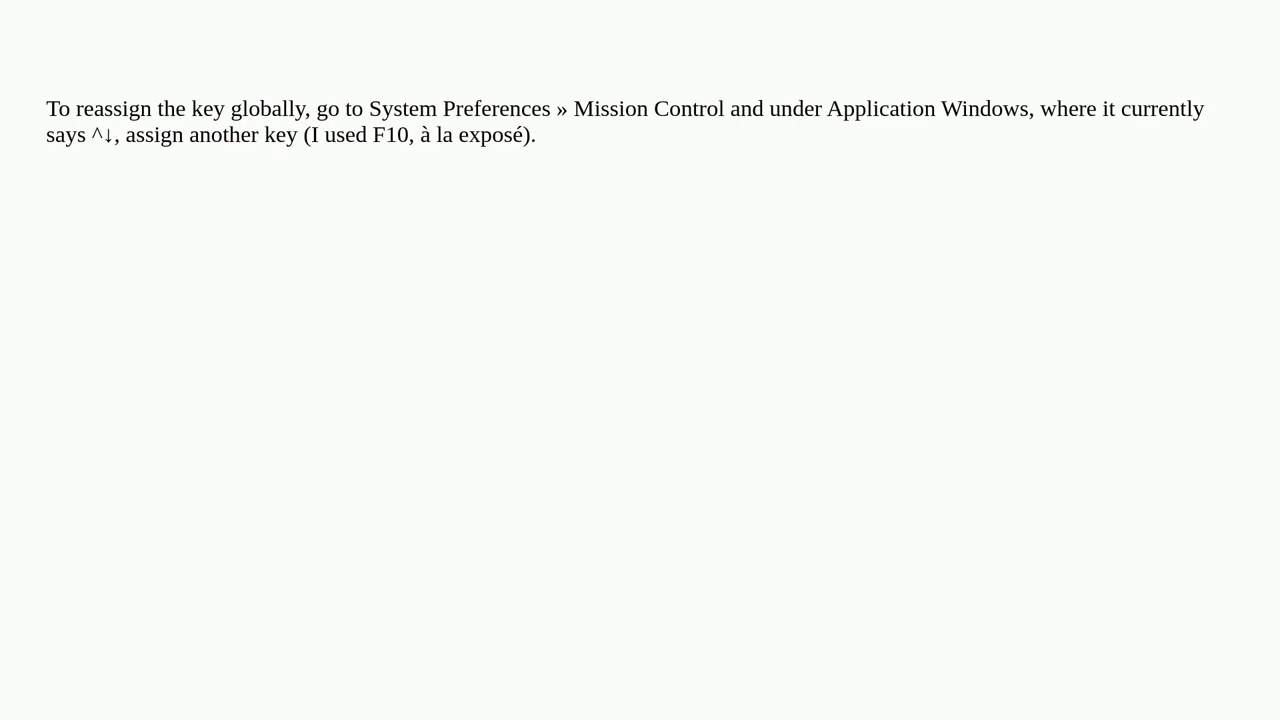 To reassign the key globally, go to System Preferences » Mission Control and under Application Windows, where it currently
says ^↓, assign another key (I used F10, à la exposé).